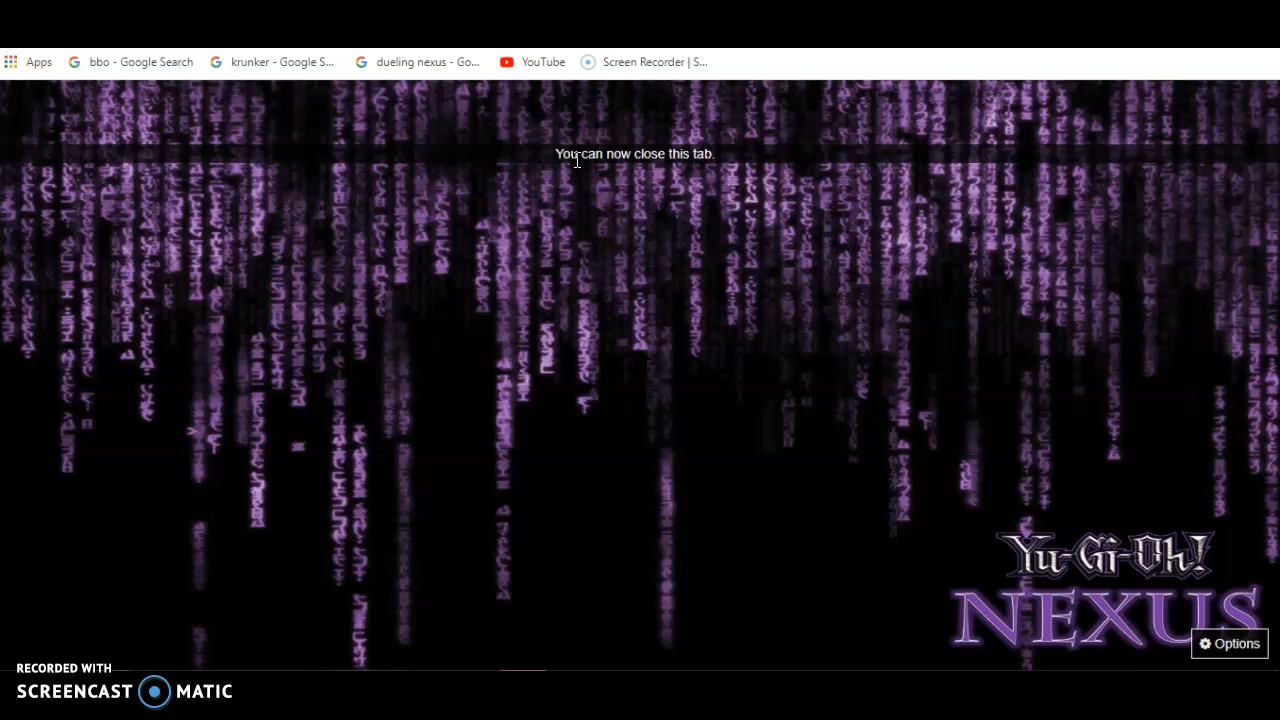 Apps bbo - Google Search krunker - Google S... dueling nexus - Go... YouTube Screen Recorder | S...
You can now close this tab.
Yu-Gi-Oh!
NEXUS
Options
RECORDED WITH
SCREENCAST MATIC